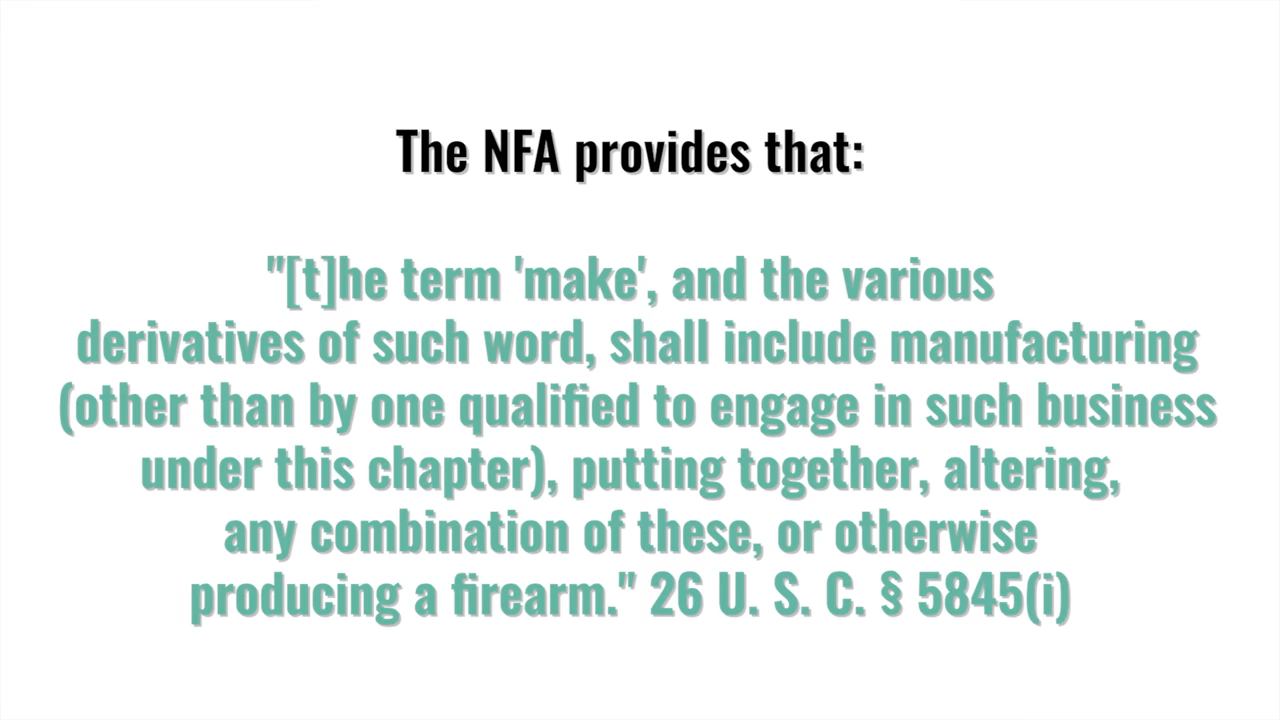 The NFA provides that:
"[t]he term 'make', and the various
derivatives of such word, shall include manufacturing
(other than by one qualified to engage in such business
under this chapter), putting together, altering,
any combination of these, or otherwise
producing a firearm." 26 U. S. C. § 5845(i)